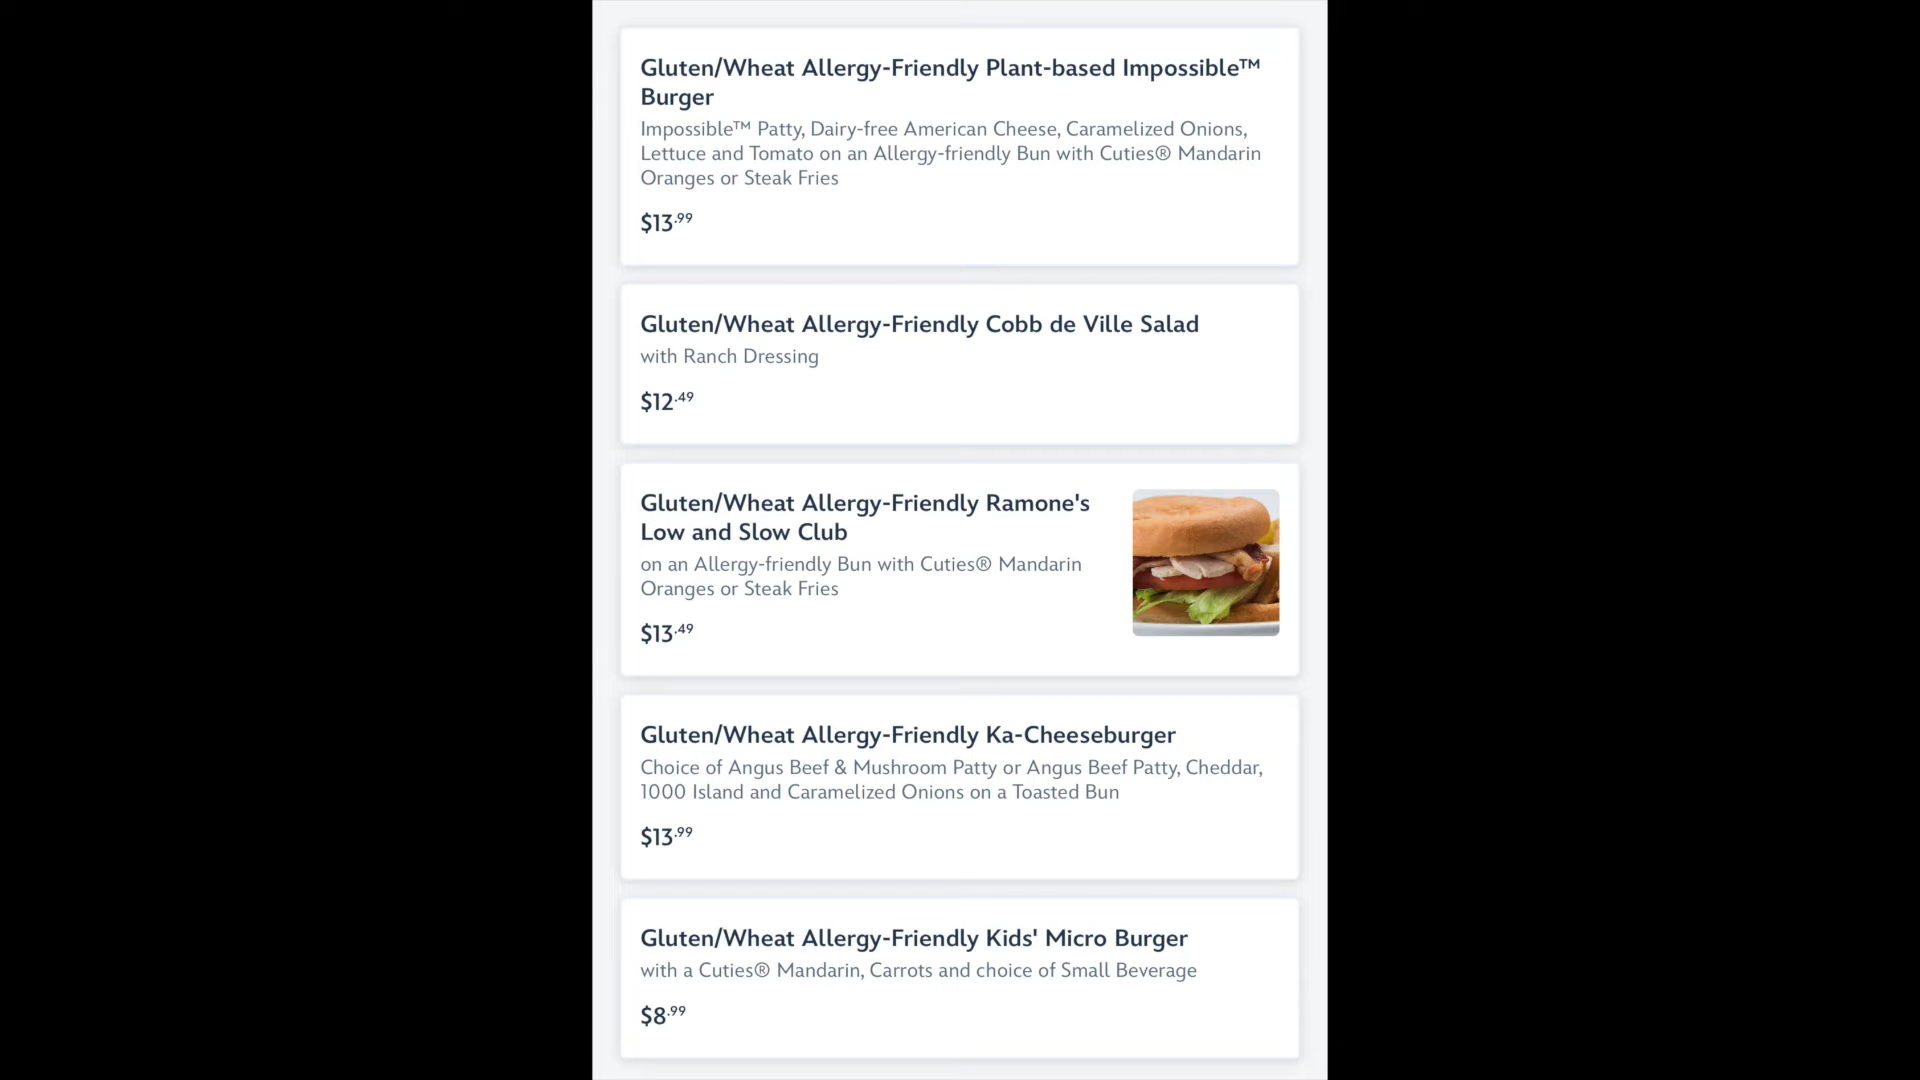 Gluten/Wheat Allergy-Friendly Plant-based Impossible™
Burger
Impossible™ Patty, Dairy-free American Cheese, Caramelized Onions,
Lettuce and Tomato on an Allergy-friendly Bun with Cuties® Mandarin
Oranges or Steak Fries
$13.99
Gluten/Wheat Allergy-Friendly Cobb de Ville Salad
with Ranch Dressing
$12.49
Gluten/Wheat Allergy-Friendly Ramone's
Low and Slow Club
on an Allergy-friendly Bun with Cuties® Mandarin
Oranges or Steak Fries
$13.49
Gluten/Wheat Allergy-Friendly Ka-Cheeseburger
Choice of Angus Beef & Mushroom Patty or Angus Beef Patty, Cheddar,
1000 Island and Caramelized Onions on a Toasted Bun
$13.99
Gluten/Wheat Allergy-Friendly Kids' Micro Burger
with a Cuties® Mandarin, Carrots and choice of Small Beverage
$8.99